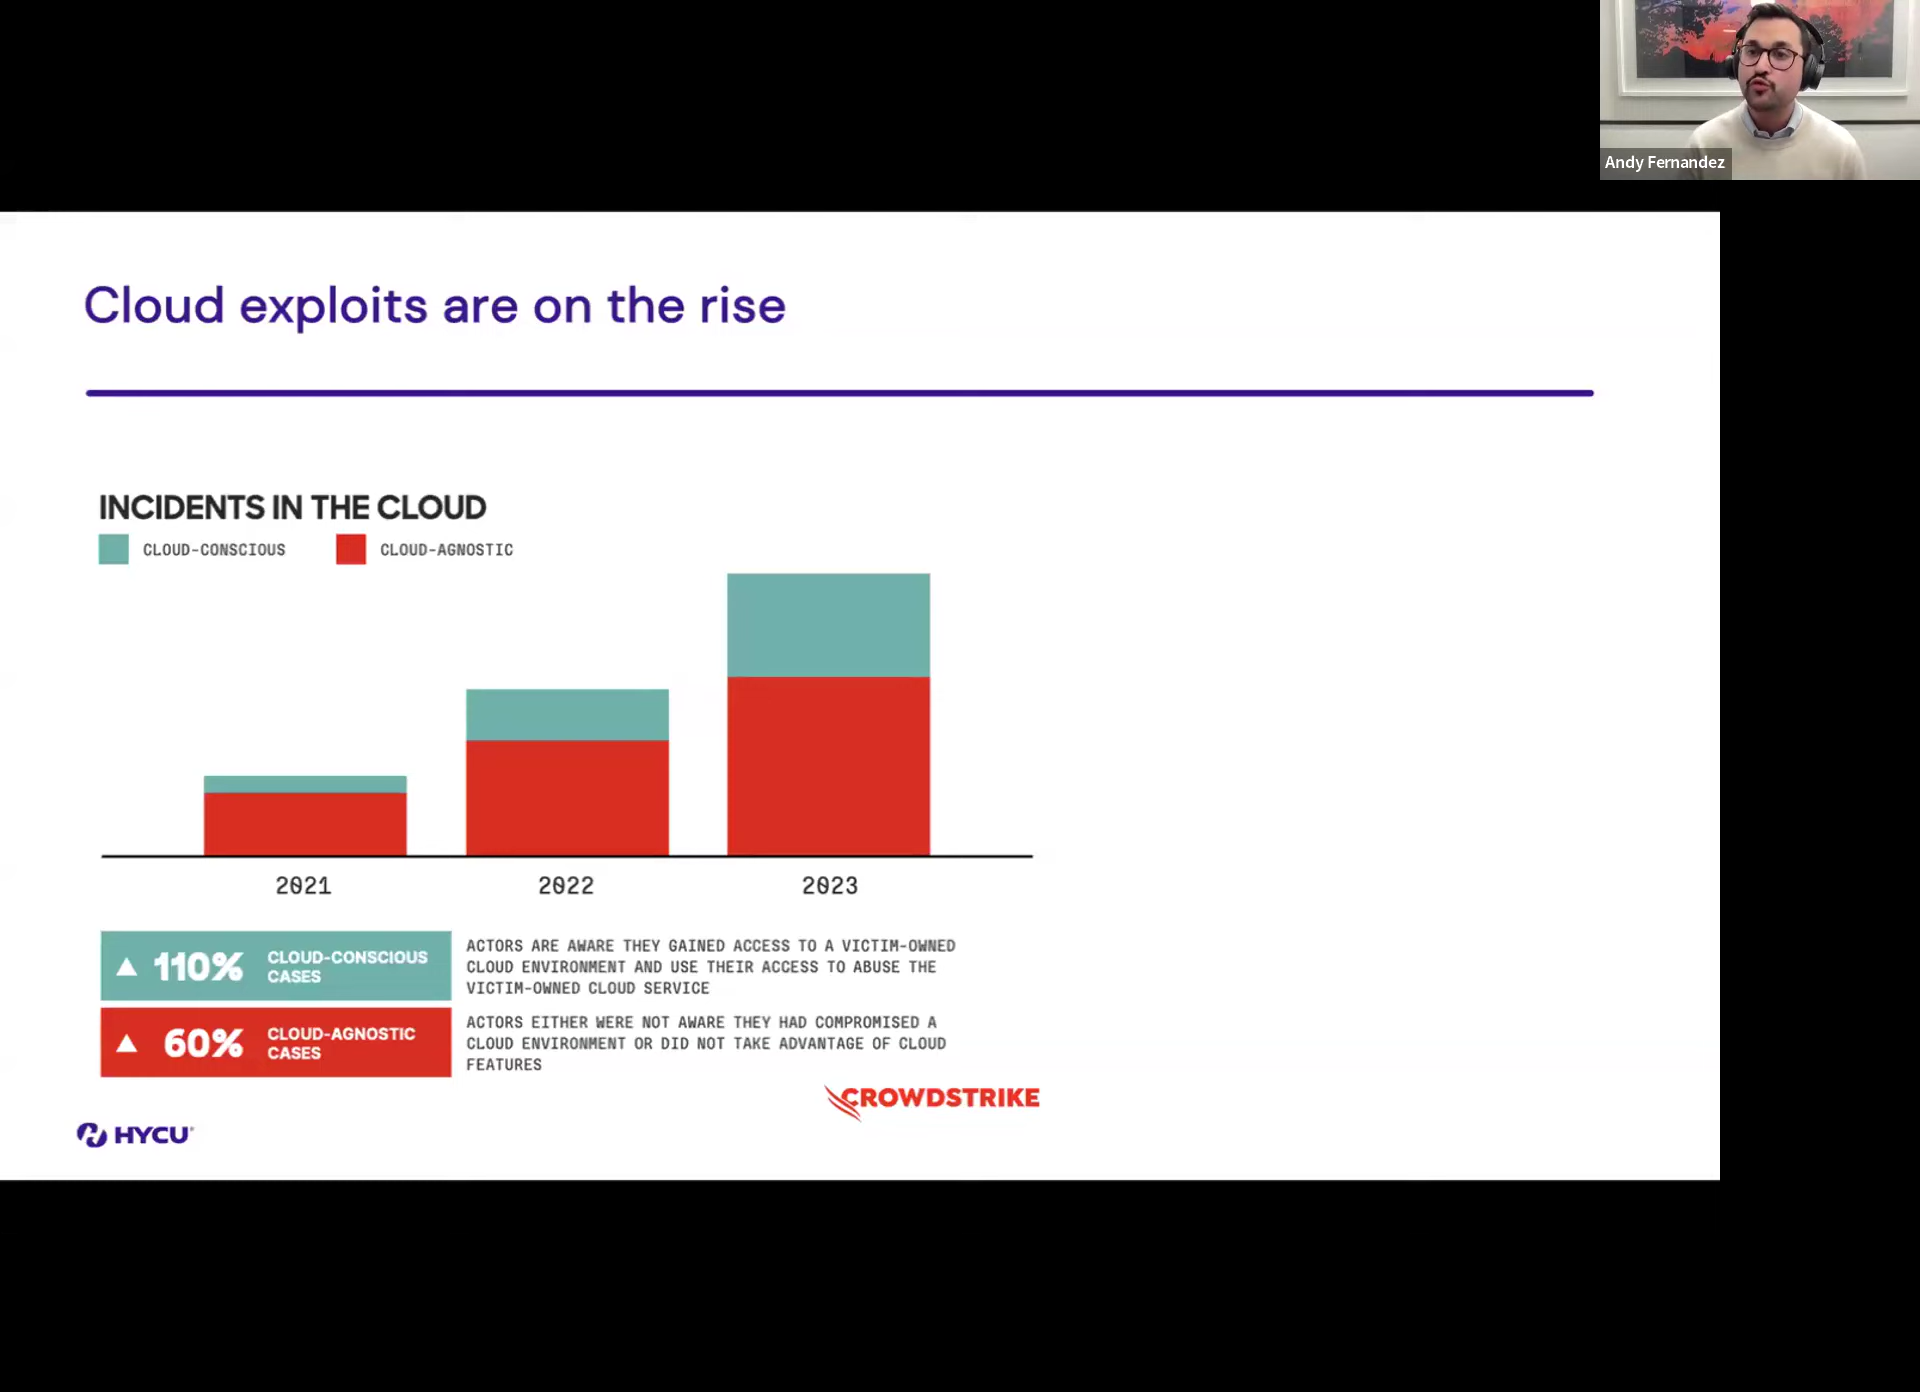 Andy Fernandez
Cloud exploits are on the rise
INCIDENTS IN THE CLOUD
CLOUD-CONSCIOUS
CLOUD-AGNOSTIC
2021
2022
2023
110%
CLOUD-CONSCIOUS
CASES
ACTORS ARE AWARE THEY GAINED ACCESS TO A VICTIM-OWNED
CLOUD ENVIRONMENT AND USE THEIR ACCESS TO ABUSE THE
VICTIM-OWNED CLOUD SERVICE
60%
CLOUD-AGNOSTIC
CASES
ACTORS EITHER WERE NOT AWARE THEY HAD COMPROMISED A
CLOUD ENVIRONMENT OR DID NOT TAKE ADVANTAGE OF CLOUD
FEATURES
CROWDSTRIKE
HYCU